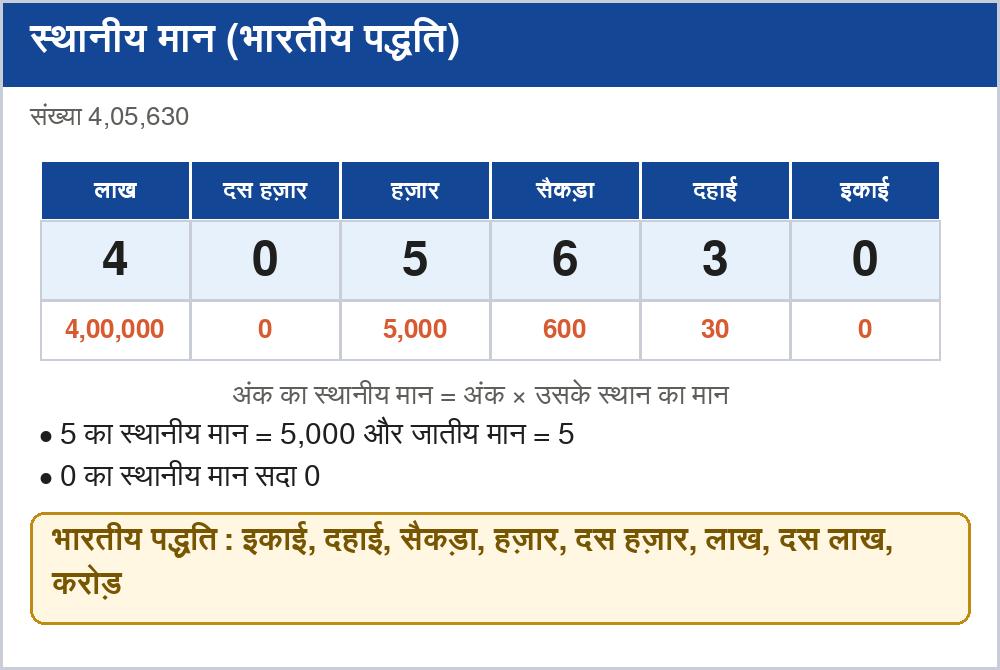 स्थानीय मान (भारतीय पद्धति)
संख्या 4,05,630
लाख दस हज़ार हज़ार सैकड़ा दहाई इकाई
4 0 5 6 3 0
4,00,000 0 5,000 600 30 0
अंक का स्थानीय मान = अंक × उसके स्थान का मान
• 5 का स्थानीय मान = 5,000 और जातीय मान = 5
• 0 का स्थानीय मान सदा 0
भारतीय पद्धति : इकाई, दहाई, सैकड़ा, हज़ार, दस हज़ार, लाख, दस लाख,
करोड़